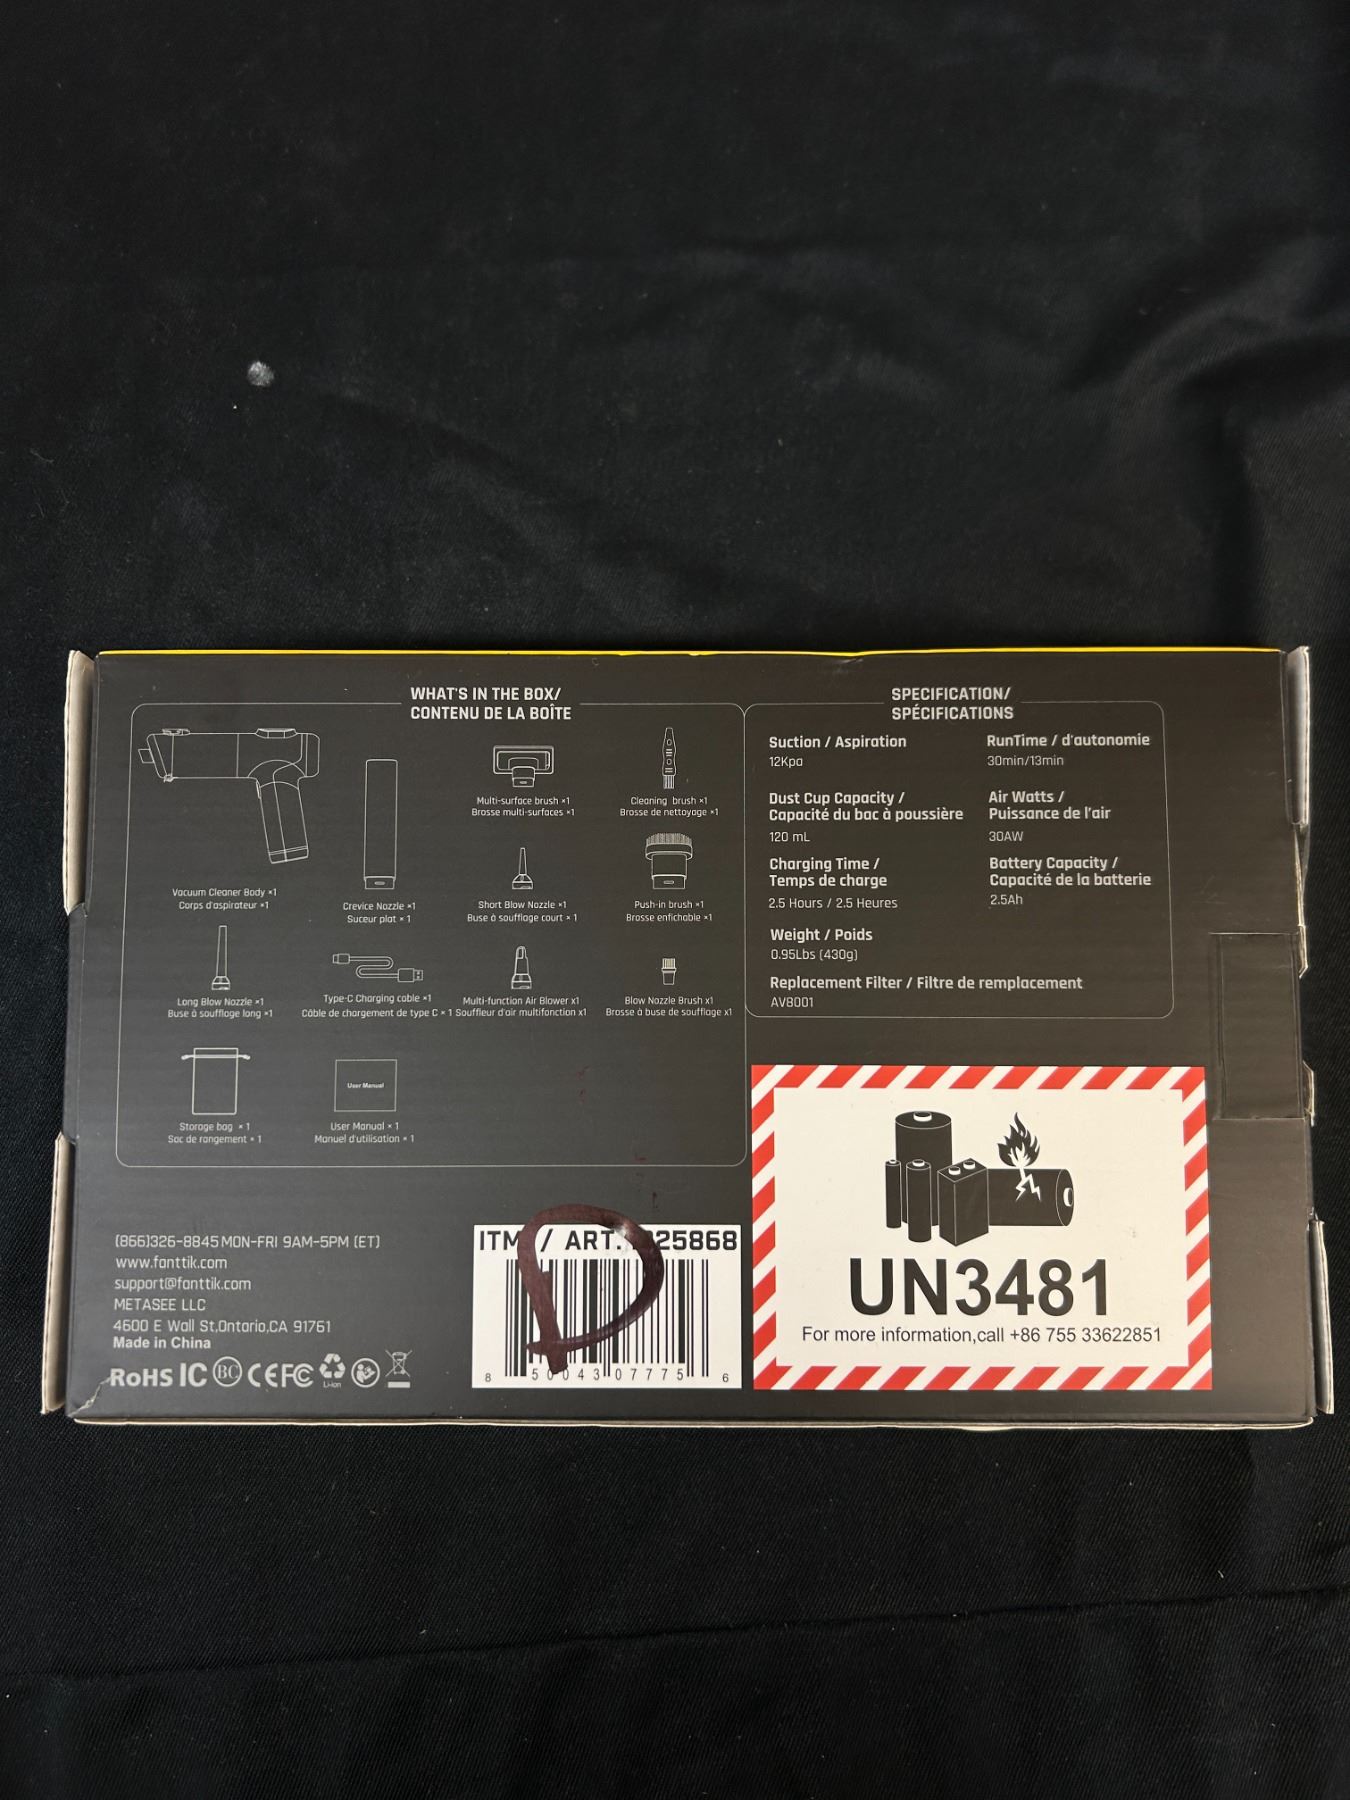 WHAT'S IN THE BOX/
CONTENU DE LA BOÎTE
Vacuum Cleaner Body ×1
Corps d'aspirateur ×1
Crevice Nozzle ×1
Suceur plat × 1
Multi-surface brush ×1
Brosse multi-surfaces ×1
Cleaning brush ×1
Brosse de nettoyage ×1
Short Blow Nozzle ×1
Buse à soufflage court × 1
Push-in brush ×1
Brosse enfichable ×1
Long Blow Nozzle ×1
Buse à soufflage long ×1
Type-C Charging cable ×1
Câble de chargement de type C × 1
Multi-function Air Blower x1
Souffleur d'air multifonction x1
Blow Nozzle Brush x1
Brosse à buse de soufflage x1
Storage bag × 1
Sac de rangement × 1
User Manual
User Manual × 1
Manuel d'utilisation × 1
SPECIFICATION/
SPÉCIFICATIONS
Suction / Aspiration
12Kpa
RunTime / d'autonomie
30min/13min
Dust Cup Capacity /
Capacité du bac à poussière
120 mL
Air Watts /
Puissance de l'air
30AW
Charging Time /
Temps de charge
2.5 Hours / 2.5 Heures
Battery Capacity /
Capacité de la batterie
2.5Ah
Weight / Poids
0.95Lbs (430g)
Replacement Filter / Filtre de remplacement
AV8001
(866)326-8845 MON-FRI 9AM-5PM (ET)
www.fanttik.com
support@fanttik.com
METASEE LLC
4600 E Wall St,Ontario,CA 91761
Made in China
RoHS IC BC CE FC Li-ion
ITM / ART. 25868
8 50043 07775 6
D
UN3481
For more information,call +86 755 33622851